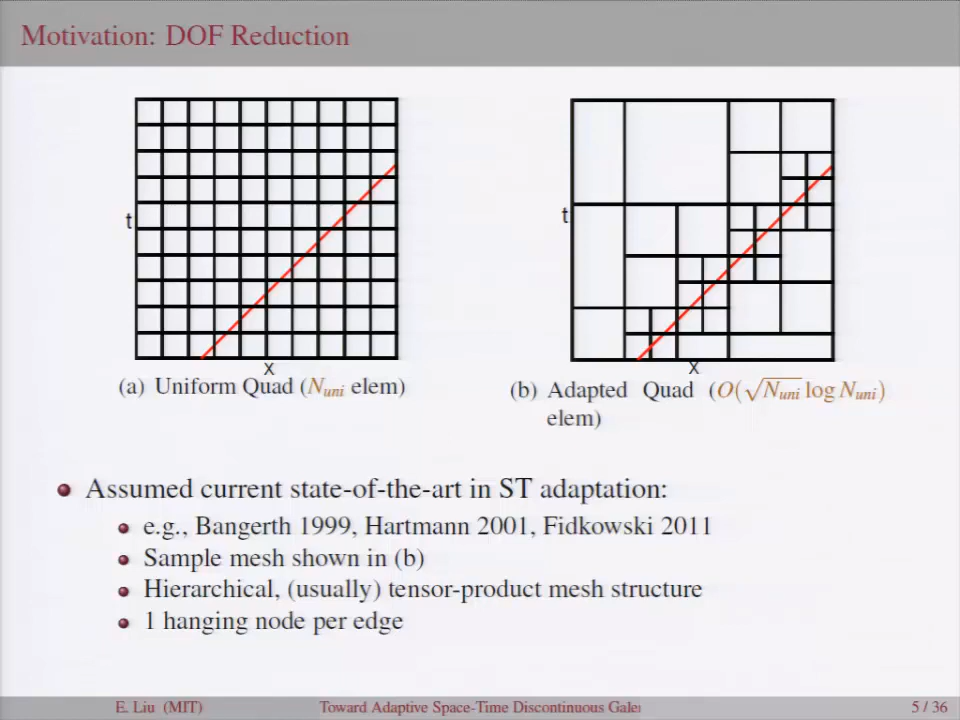 Motivation: DOF Reduction
t
x
(a) Uniform Quad (N_uni elem)
t
x
(b) Adapted Quad (O(√N_uni log N_uni)
elem)
Assumed current state-of-the-art in ST adaptation:
e.g., Bangerth 1999, Hartmann 2001, Fidkowski 2011
Sample mesh shown in (b)
Hierarchical, (usually) tensor-product mesh structure
1 hanging node per edge
E. Liu (MIT) Toward Adaptive Space-Time Discontinuous Galer 5 / 36